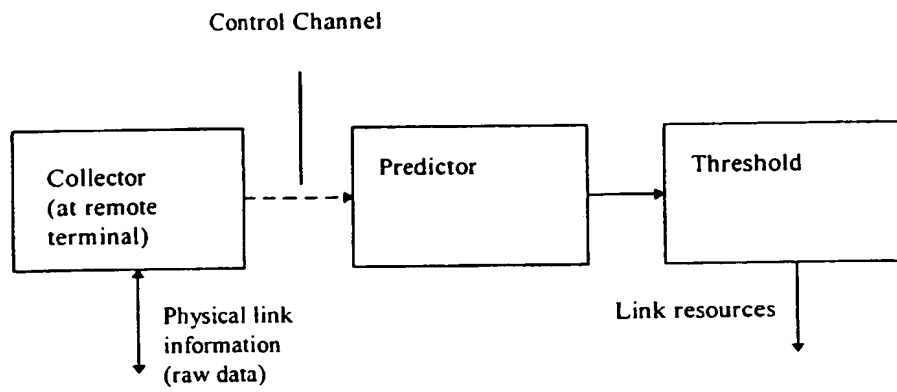 Control Channel
Collector
(at remote
terminal)
Predictor
Threshold
Physical link
information
(raw data)
Link resources